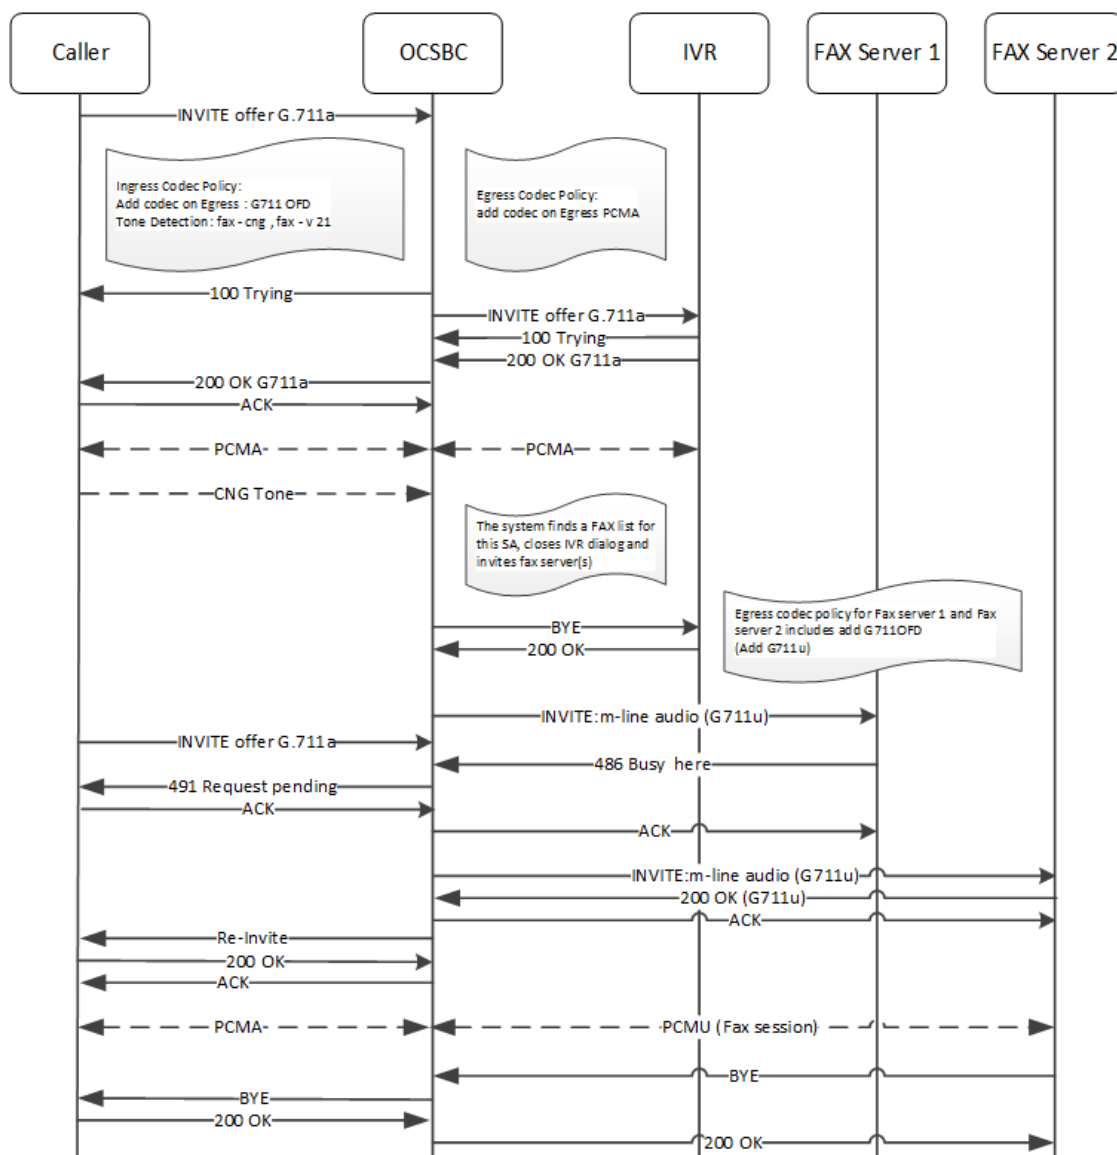 Caller
OCSBC
IVR
FAX Server 1
FAX Server 2
INVITE offer G.711a
Ingress Codec Policy:
Add codec on Egress : G711 OFD
Tone Detection : fax - cng , fax - v 21
Egress Codec Policy:
add codec on Egress PCMA
100 Trying
INVITE offer G.711a
100 Trying
200 OK G711a
200 OK G711a
ACK
PCMA
PCMA
CNG Tone
The system finds a FAX list for
this SA, closes IVR dialog and
invites fax server(s)
Egress codec policy for Fax server 1 and Fax
server 2 includes add G711OFD
(Add G711u)
BYE
200 OK
INVITE:m-line audio (G711u)
INVITE offer G.711a
486 Busy here
491 Request pending
ACK
ACK
INVITE:m-line audio (G711u)
200 OK (G711u)
ACK
Re-Invite
200 OK
ACK
PCMA
PCMU (Fax session)
BYE
BYE
200 OK
200 OK